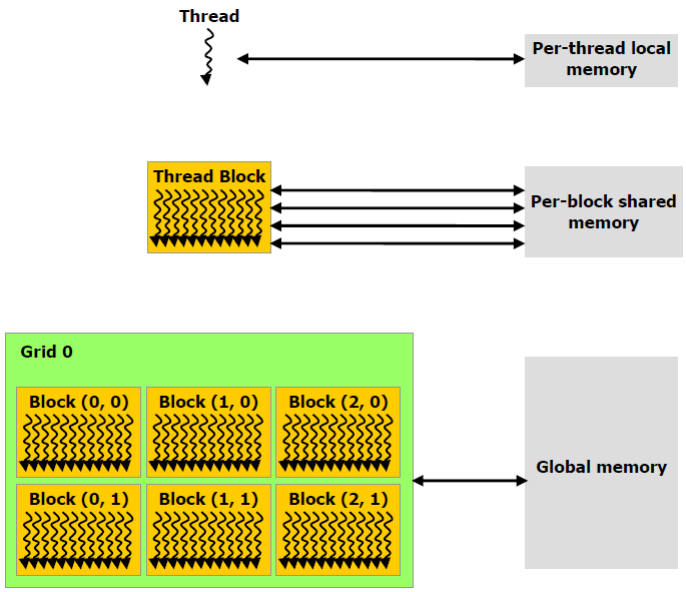 Thread
Per-thread local
memory
Thread Block
Per-block shared
memory
Grid 0
Block (0, 0)
Block (1, 0)
Block (2, 0)
Block (0, 1)
Block (1, 1)
Block (2, 1)
Global memory